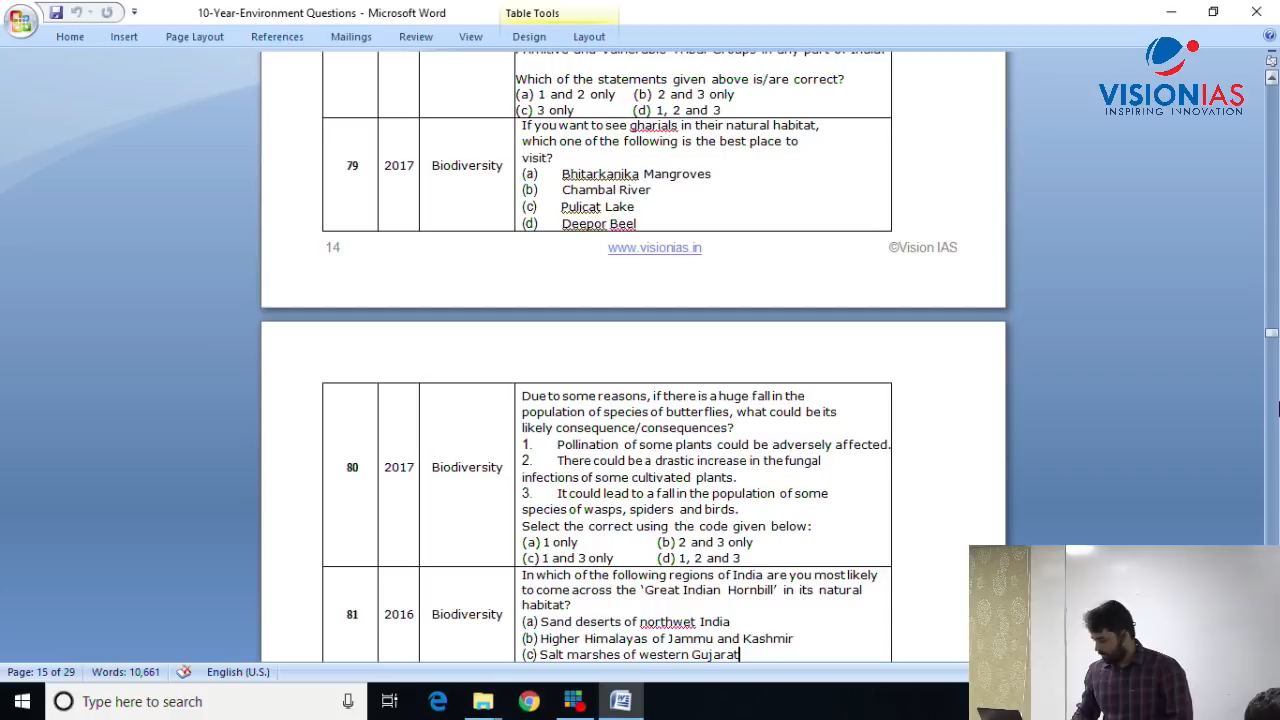 10-Year-Environment Questions - Microsoft Word
Table Tools
Home Insert Page Layout References Mailings Review View Design Layout
VISIONIAS
INSPIRING INNOVATION
Primitive and Vulnerable Tribal Groups in any part of India.
Which of the statements given above is/are correct?
(a) 1 and 2 only (b) 2 and 3 only
(c) 3 only (d) 1, 2 and 3
79 2017 Biodiversity
If you want to see gharials in their natural habitat,
which one of the following is the best place to
visit?
(a) Bhitarkanika Mangroves
(b) Chambal River
(c) Pulicat Lake
(d) Deepor Beel
14 www.visionias.in ©Vision IAS
80 2017 Biodiversity
Due to some reasons, if there is a huge fall in the
population of species of butterflies, what could be its
likely consequence/consequences?
1. Pollination of some plants could be adversely affected.
2. There could be a drastic increase in the fungal
infections of some cultivated plants.
3. It could lead to a fall in the population of some
species of wasps, spiders and birds.
Select the correct using the code given below:
(a) 1 only (b) 2 and 3 only
(c) 1 and 3 only (d) 1, 2 and 3
81 2016 Biodiversity
In which of the following regions of India are you most likely
to come across the ‘Great Indian Hornbill’ in its natural
habitat?
(a) Sand deserts of northwet India
(b) Higher Himalayas of Jammu and Kashmir
(c) Salt marshes of western Gujarat
Page: 15 of 29 Words: 10,661 English (U.S.)
Type here to search